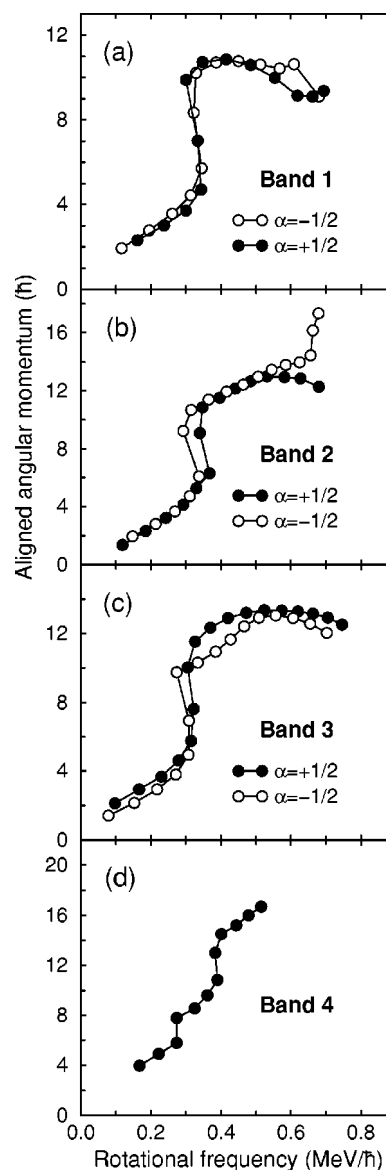 Aligned angular momentum (ħ)
12
(a)
8
Band 1
4
α=−1/2
α=+1/2
0
16
(b)
12
8
Band 2
4
α=+1/2
α=−1/2
0
(c)
12
8
Band 3
4
α=+1/2
α=−1/2
0
20
(d)
16
12
Band 4
8
4
0
0.0 0.2 0.4 0.6 0.8
Rotational frequency (MeV/ħ)